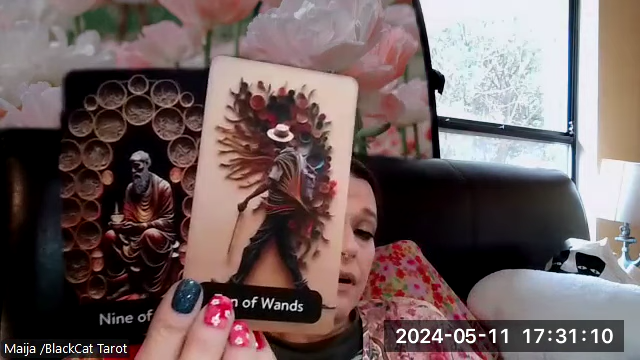 Nine of
of Wands
Maija /BlackCat Tarot
2024-05-11 17:31:10